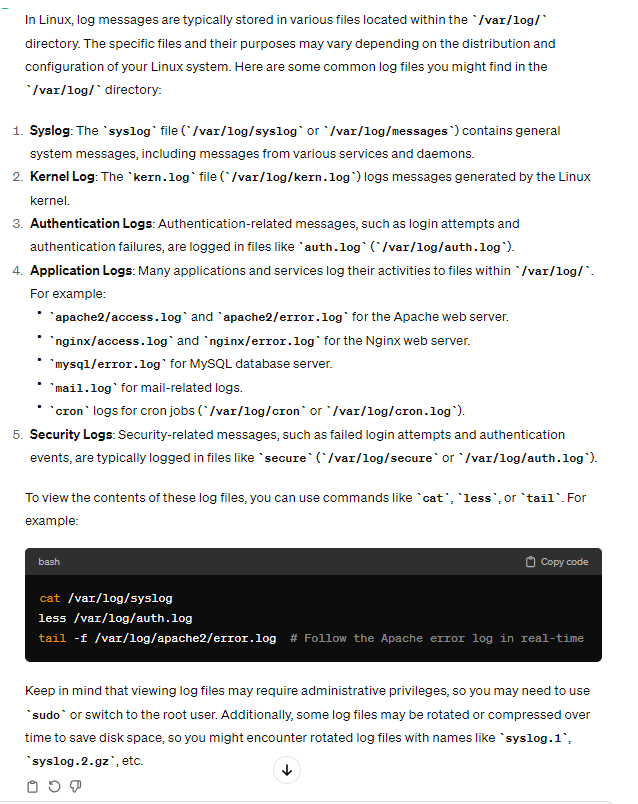 In Linux, log messages are typically stored in various files located within the `/var/log/`
directory. The specific files and their purposes may vary depending on the distribution and
configuration of your Linux system. Here are some common log files you might find in the
`/var/log/` directory:
1. Syslog: The `syslog` file (`/var/log/syslog` or `/var/log/messages`) contains general
system messages, including messages from various services and daemons.
2. Kernel Log: The `kern.log` file (`/var/log/kern.log`) logs messages generated by the Linux
kernel.
3. Authentication Logs: Authentication-related messages, such as login attempts and
authentication failures, are logged in files like `auth.log` (`/var/log/auth.log`).
4. Application Logs: Many applications and services log their activities to files within `/var/log/`.
For example:
• `apache2/access.log` and `apache2/error.log` for the Apache web server.
• `nginx/access.log` and `nginx/error.log` for the Nginx web server.
• `mysql/error.log` for MySQL database server.
• `mail.log` for mail-related logs.
• `cron` logs for cron jobs (`/var/log/cron` or `/var/log/cron.log`).
5. Security Logs: Security-related messages, such as failed login attempts and authentication
events, are typically logged in files like `secure` (`/var/log/secure` or `/var/log/auth.log`).
To view the contents of these log files, you can use commands like `cat`, `less`, or `tail`. For
example:
bash Copy code
cat /var/log/syslog
less /var/log/auth.log
tail -f /var/log/apache2/error.log  # Follow the Apache error log in real-time
Keep in mind that viewing log files may require administrative privileges, so you may need to use
`sudo` or switch to the root user. Additionally, some log files may be rotated or compressed over
time to save disk space, so you might encounter rotated log files with names like `syslog.1`,
`syslog.2.gz`, etc.